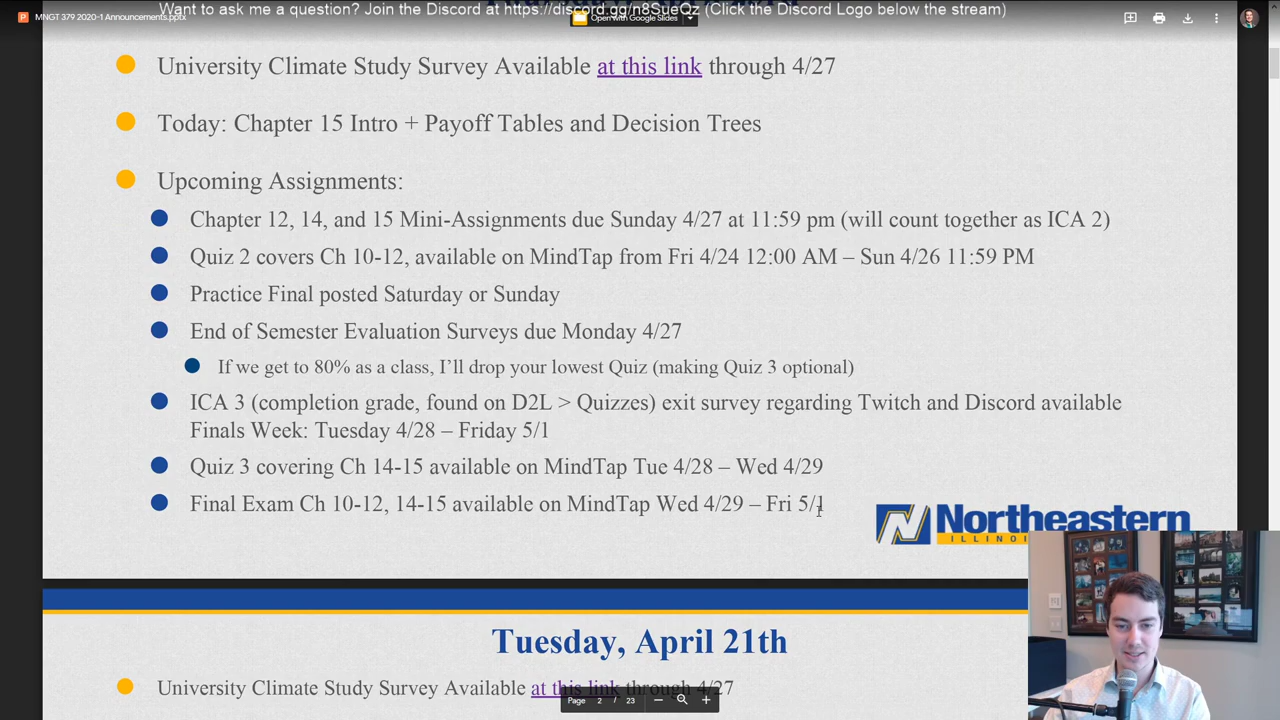 Want to ask me a question? Join the Discord at https://discord.gg/n8SueQz (Click the Discord Logo below the stream)
MNGT 379 2020-1 Announcements.pptx
Open with Google Slides
University Climate Study Survey Available at this link through 4/27
Today: Chapter 15 Intro + Payoff Tables and Decision Trees
Upcoming Assignments:
Chapter 12, 14, and 15 Mini-Assignments due Sunday 4/27 at 11:59 pm (will count together as ICA 2)
Quiz 2 covers Ch 10-12, available on MindTap from Fri 4/24 12:00 AM – Sun 4/26 11:59 PM
Practice Final posted Saturday or Sunday
End of Semester Evaluation Surveys due Monday 4/27
If we get to 80% as a class, I’ll drop your lowest Quiz (making Quiz 3 optional)
ICA 3 (completion grade, found on D2L > Quizzes) exit survey regarding Twitch and Discord available
Finals Week: Tuesday 4/28 – Friday 5/1
Quiz 3 covering Ch 14-15 available on MindTap Tue 4/28 – Wed 4/29
Final Exam Ch 10-12, 14-15 available on MindTap Wed 4/29 – Fri 5/1
Northeastern
Tuesday, April 21th
University Climate Study Survey Available at this link through 4/27
Page 2 / 23